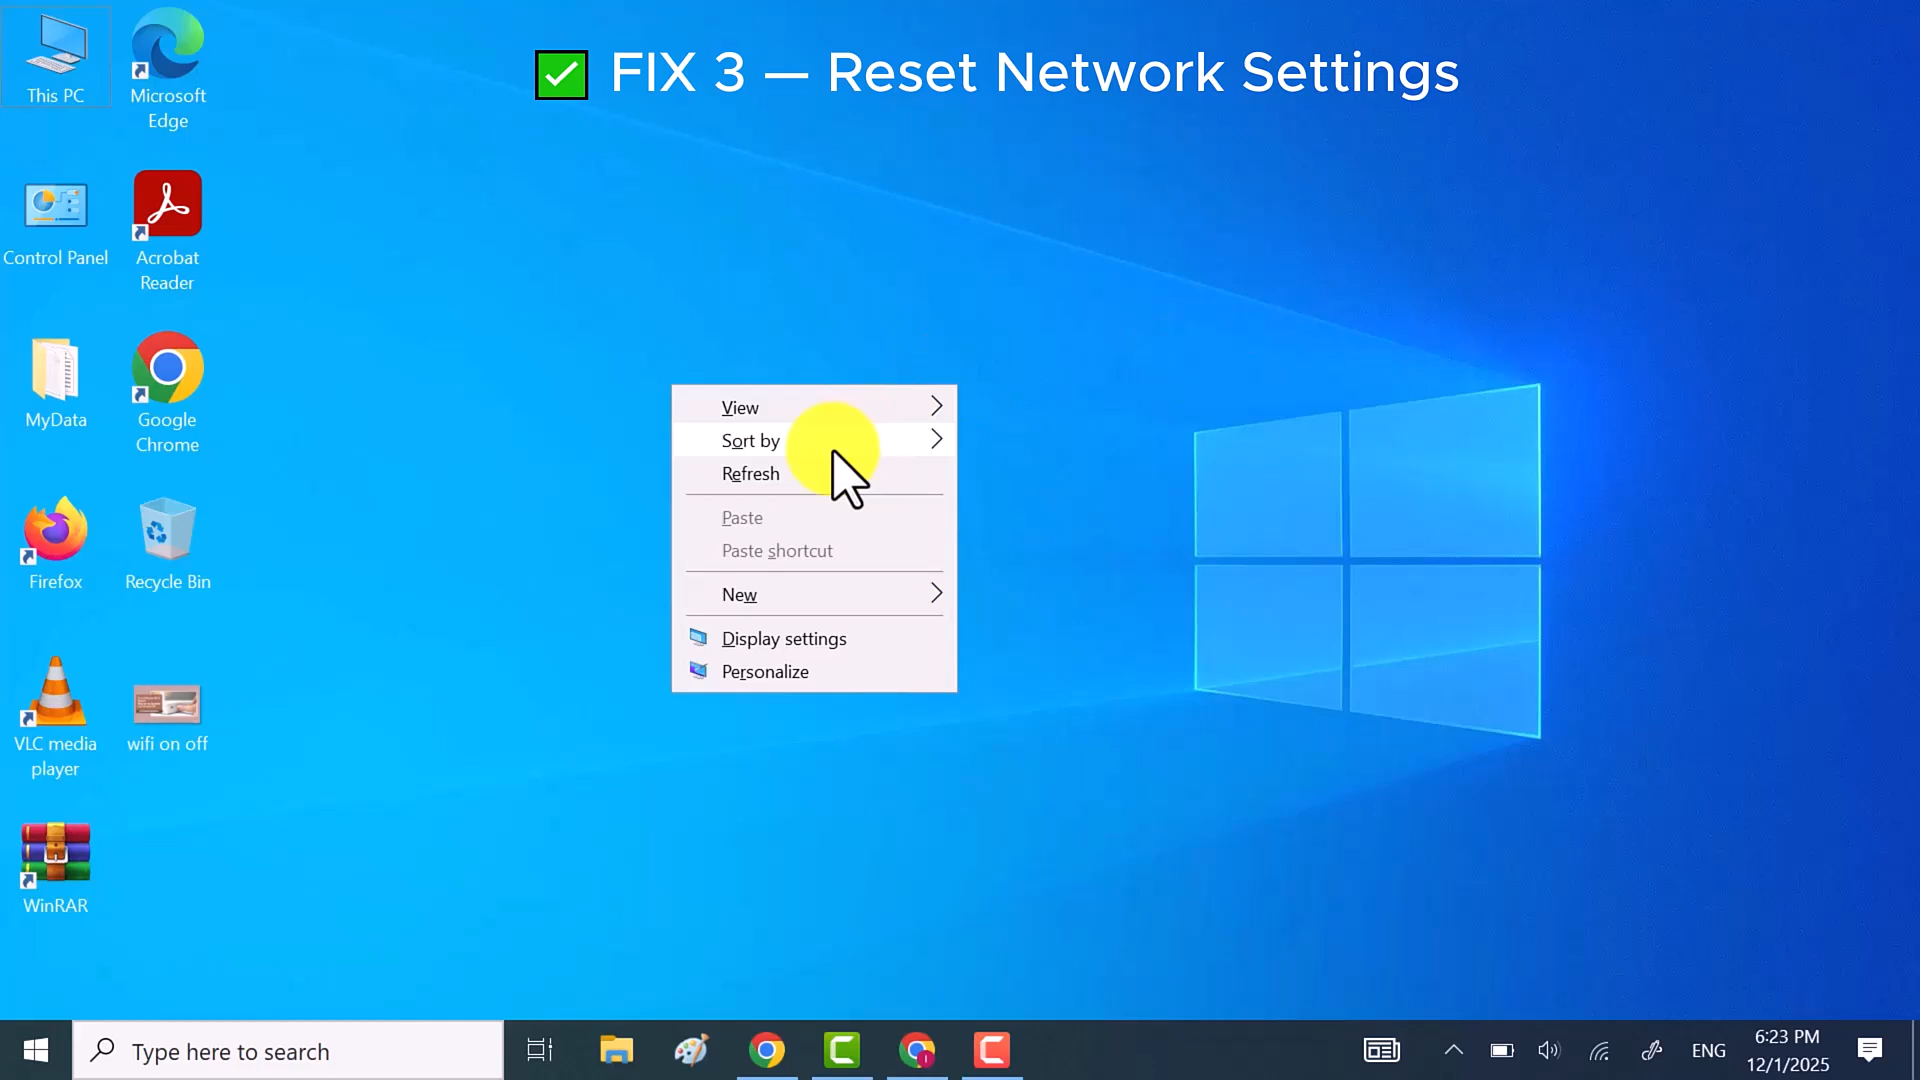 ✅ FIX 3 — Reset Network Settings
This PC
Microsoft
Edge
Control Panel
Acrobat
Reader
MyData
Google
Chrome
Firefox
Recycle Bin
VLC media
player
wifi on off
WinRAR
View
Sort by
Refresh
Paste
Paste shortcut
New
Display settings
Personalize
Type here to search
ENG
6:23 PM
12/1/2025